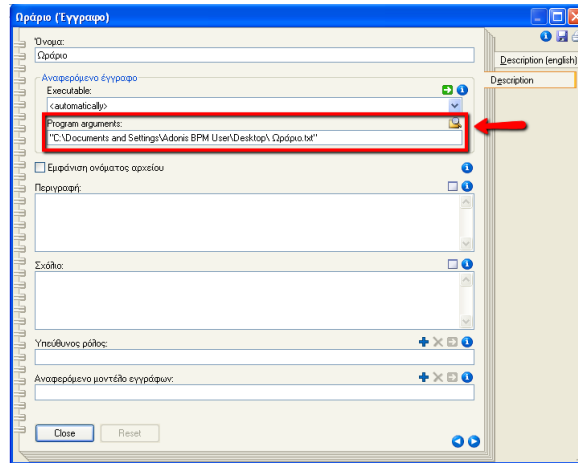 Ωράριο (Έγγραφο)
Όνομα:
Ωράριο
Description (english)
Description
Αναφερόμενο έγγραφο
Executable:
<automatically>
Program arguments:
"C:\Documents and Settings\Adonis BPM User\Desktop\ Ωράριο.txt"
Εμφάνιση ονόματος αρχείου
Περιγραφή:
Σχόλιο:
Υπεύθυνος ρόλος:
Αναφερόμενο μοντέλο εγγράφων:
Close
Reset